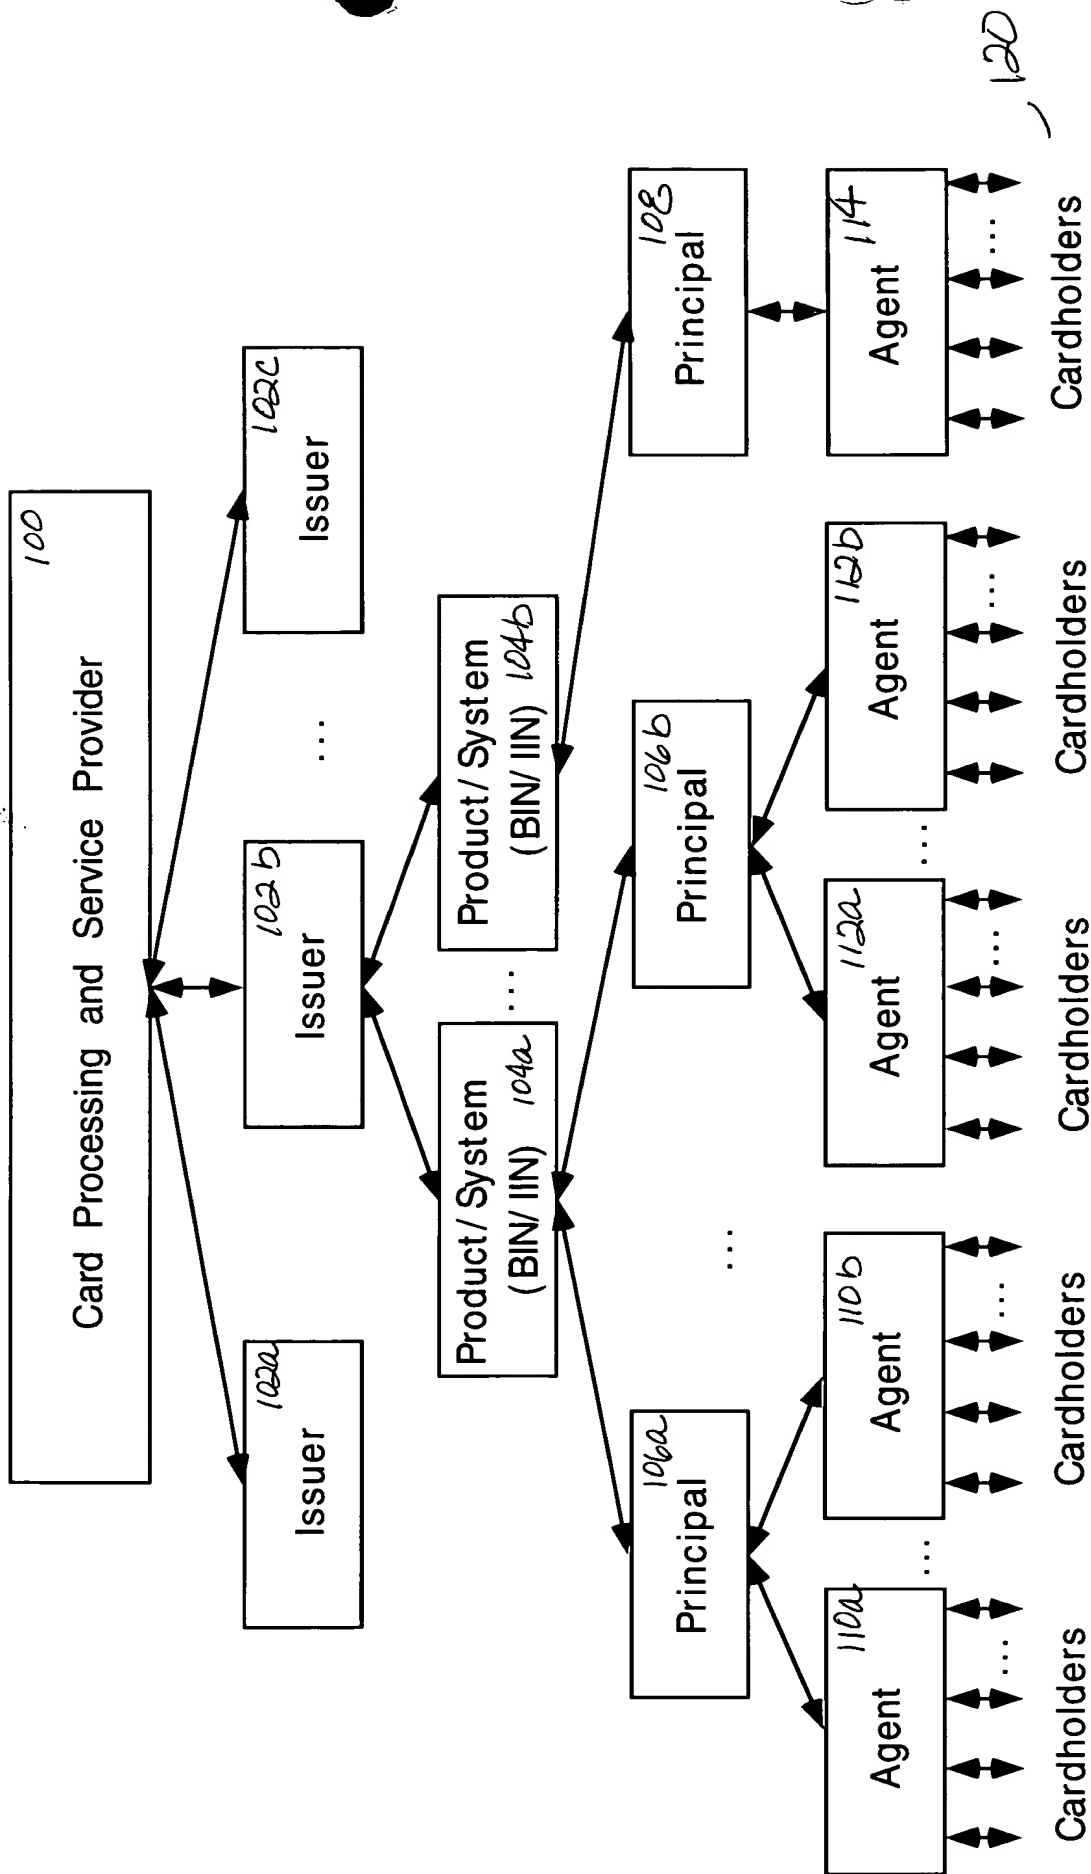 Card Processing and Service Provider
100
102a
Issuer
102b
Issuer
...
102c
Issuer
Product/System
(BIN/IIN) 104a
...
Product/System
(BIN/IIN) 104b
106a
Principal
...
106b
Principal
108
Principal
110a
Agent
...
110b
Agent
112a
Agent
...
112b
Agent
114
Agent
...
...
...
...
...
Cardholders
Cardholders
Cardholders
Cardholders
Cardholders
120